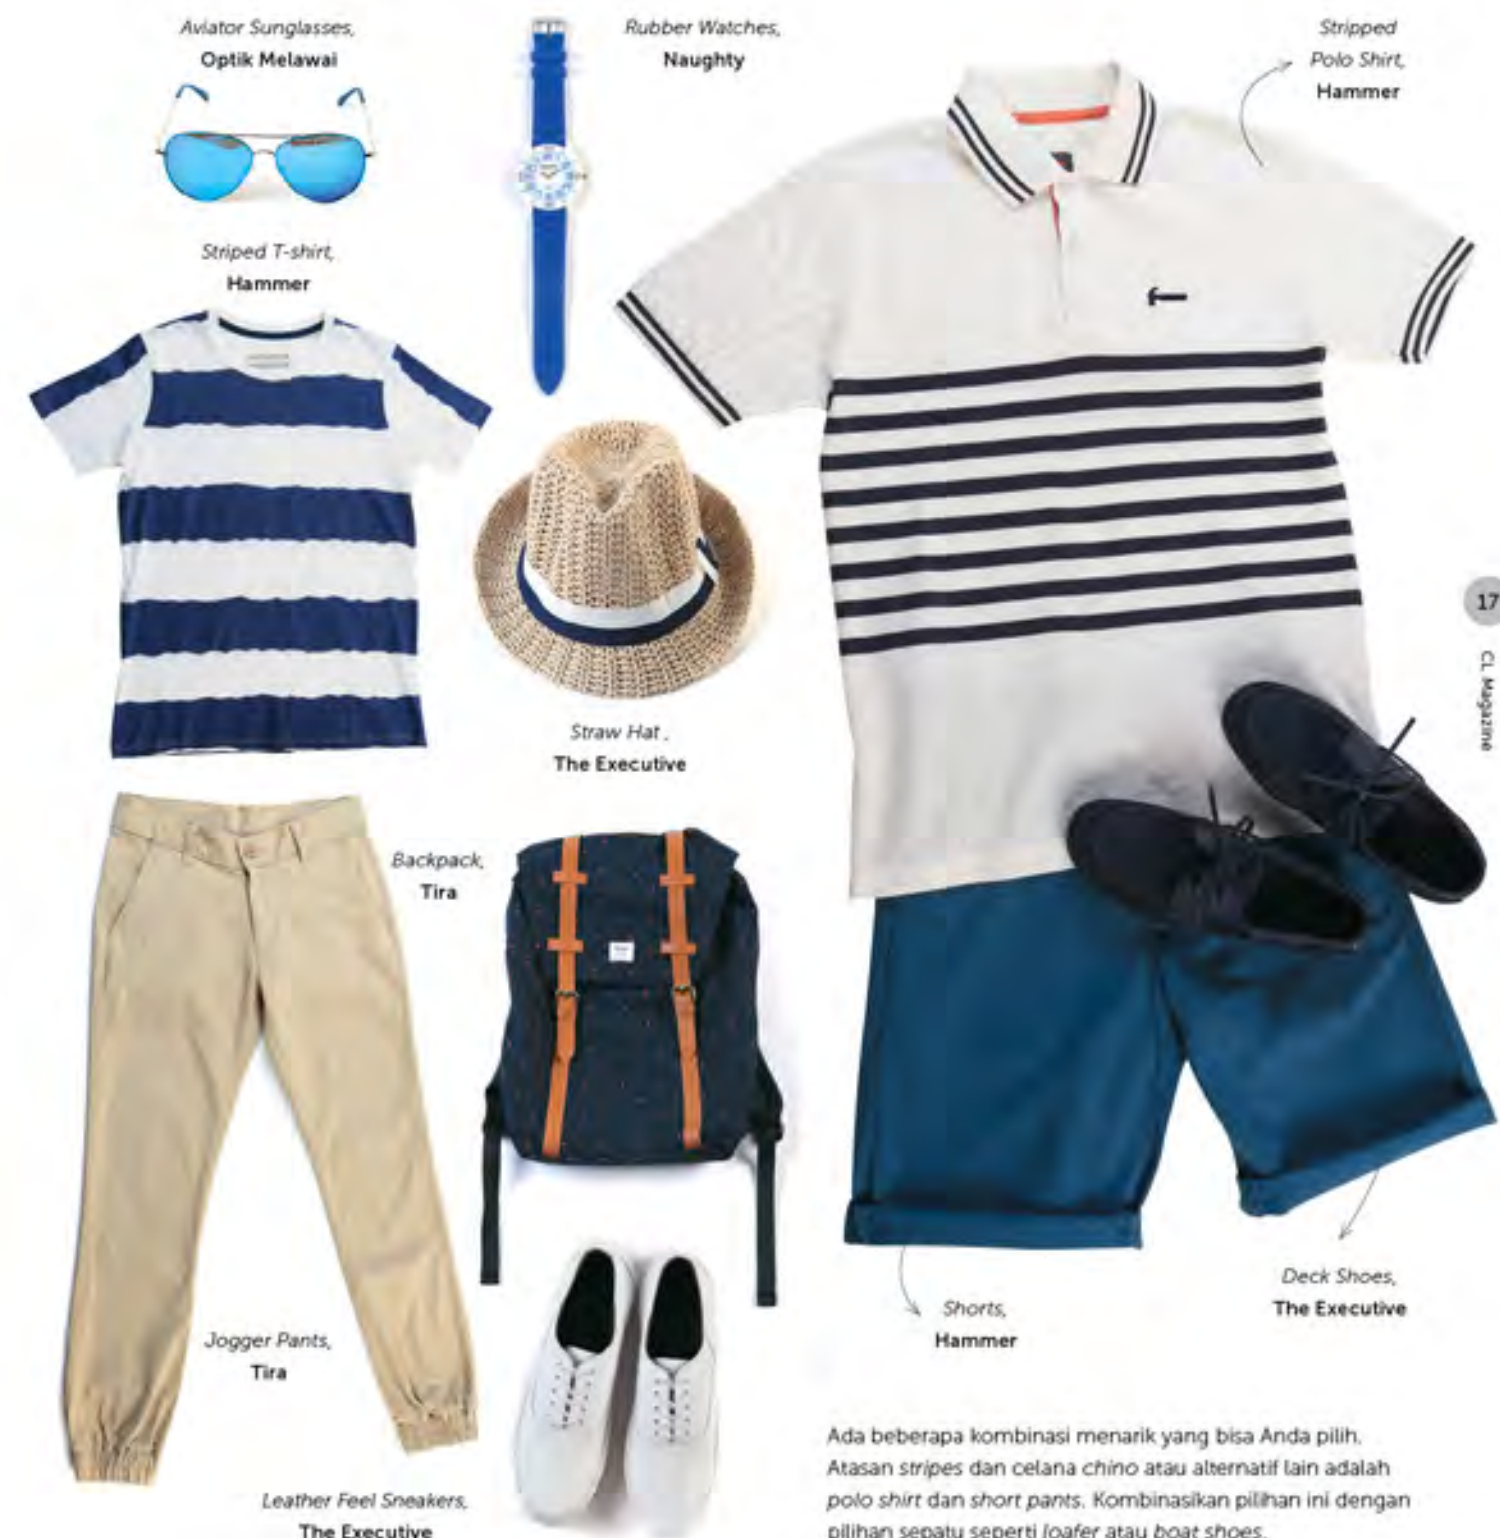 Aviator Sunglasses,
Optik Melawai
Rubber Watches,
Naughty
Stripped
Polo Shirt,
Hammer
Striped T-shirt,
Hammer
Straw Hat ,
The Executive
17
CL Magazine
Backpack,
Tira
Jogger Pants,
Tira
Shorts,
Hammer
Deck Shoes,
The Executive
Leather Feel Sneakers,
The Executive
Ada beberapa kombinasi menarik yang bisa Anda pilih.
Atasan stripes dan celana chino atau alternatif lain adalah
polo shirt dan short pants. Kombinasikan pilihan ini dengan
pilihan sepatu seperti loafer atau boat shoes.